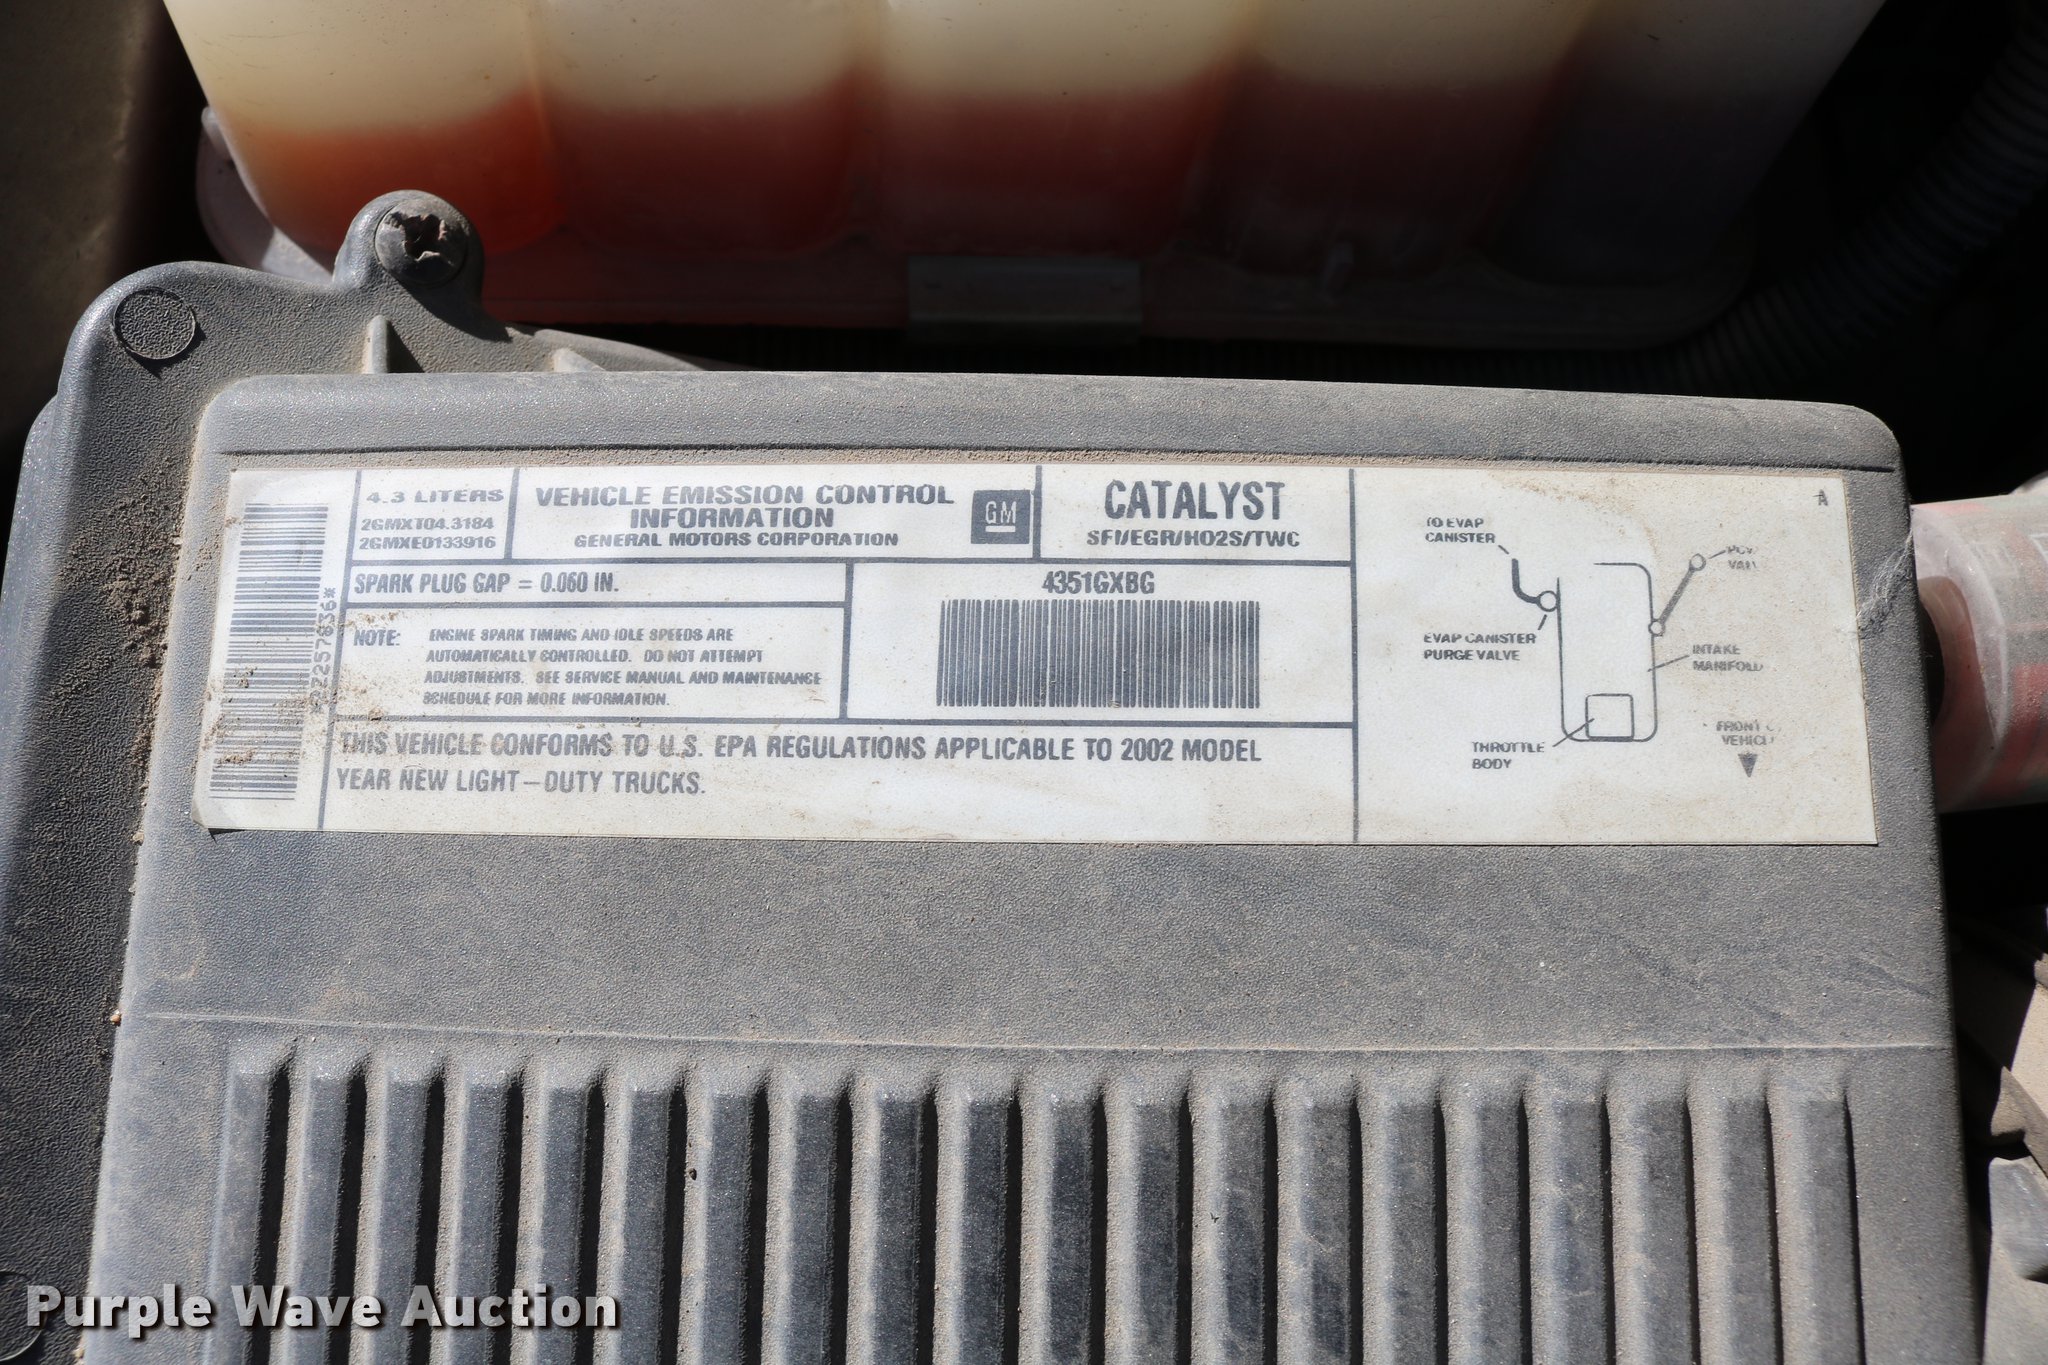 4.3 LITERS
2GMXT04.3184
2GMXE0133916
VEHICLE EMISSION CONTROL
INFORMATION
GENERAL MOTORS CORPORATION
GM
CATALYST
SFI/EGR/HO2S/TWC
SPARK PLUG GAP = 0.060 IN.
NOTE: ENGINE SPARK TIMING AND IDLE SPEEDS ARE
AUTOMATICALLY CONTROLLED. DO NOT ATTEMPT
ADJUSTMENTS. SEE SERVICE MANUAL AND MAINTENANCE
SCHEDULE FOR MORE INFORMATION.
4351GXBG
THIS VEHICLE CONFORMS TO U.S. EPA REGULATIONS APPLICABLE TO 2002 MODEL
YEAR NEW LIGHT-DUTY TRUCKS.
A
TO EVAP
CANISTER
EVAP CANISTER
PURGE VALVE
INTAKE
MANIFOLD
THROTTLE
BODY
FRONT
Purple Wave Auction